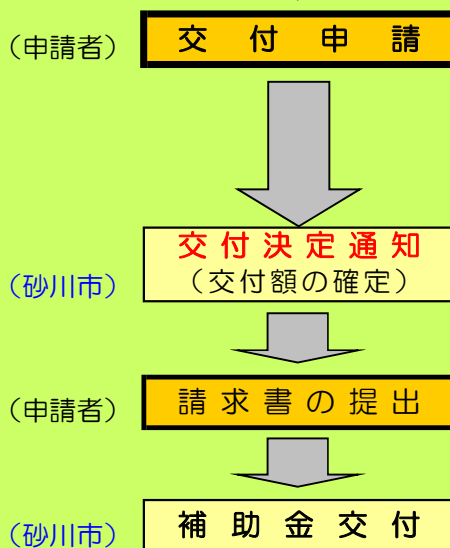 (申請者) 交付申請
交付決定通知
(砂川市) (交付額の確定)
(申請者) 請求書の提出
(砂川市) 補助金交付